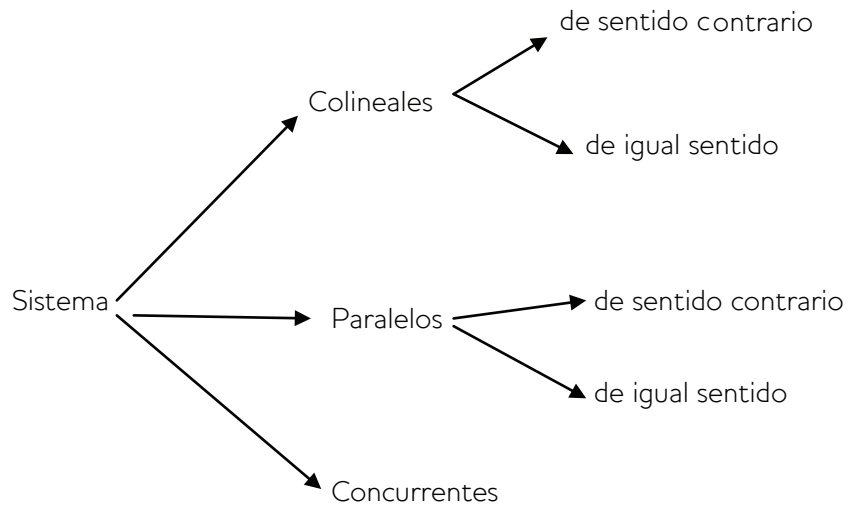 de sentido contrario
Colineales
de igual sentido
Sistema
de sentido contrario
Paralelos
de igual sentido
Concurrentes